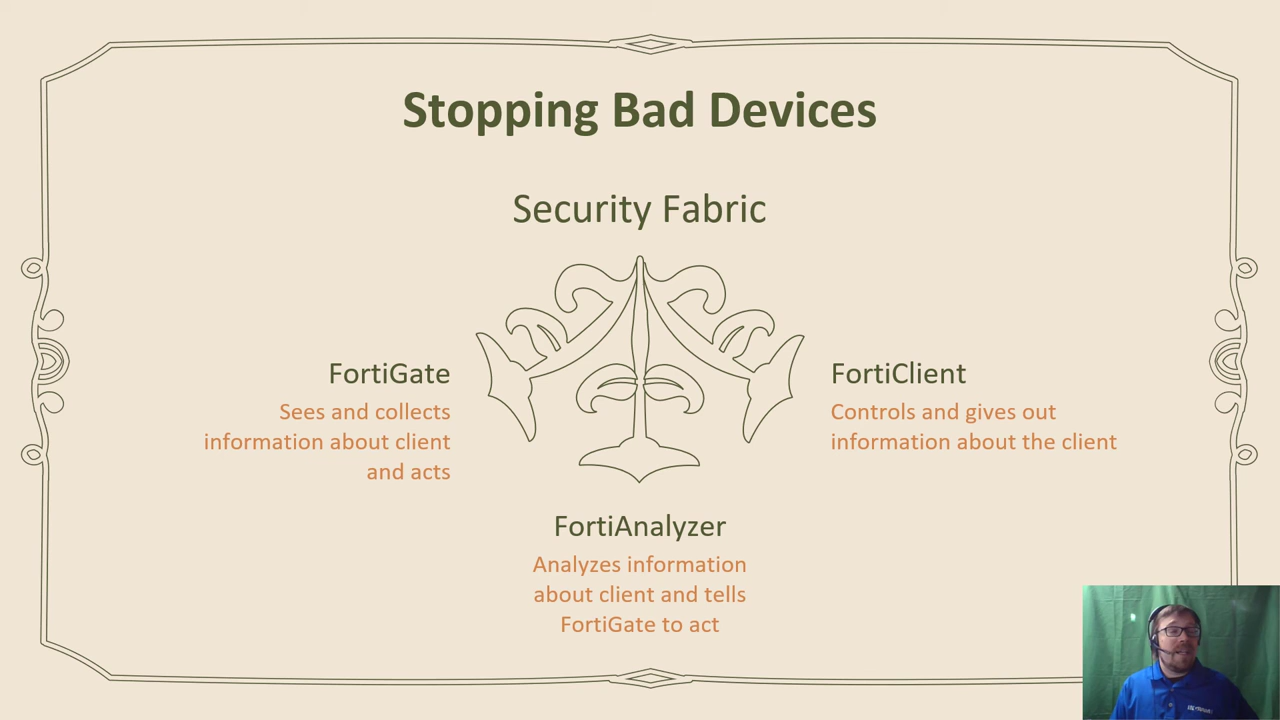 Stopping Bad Devices
Security Fabric
FortiGate
Sees and collects
information about client
and acts
FortiClient
Controls and gives out
information about the client
FortiAnalyzer
Analyzes information
about client and tells
FortiGate to act